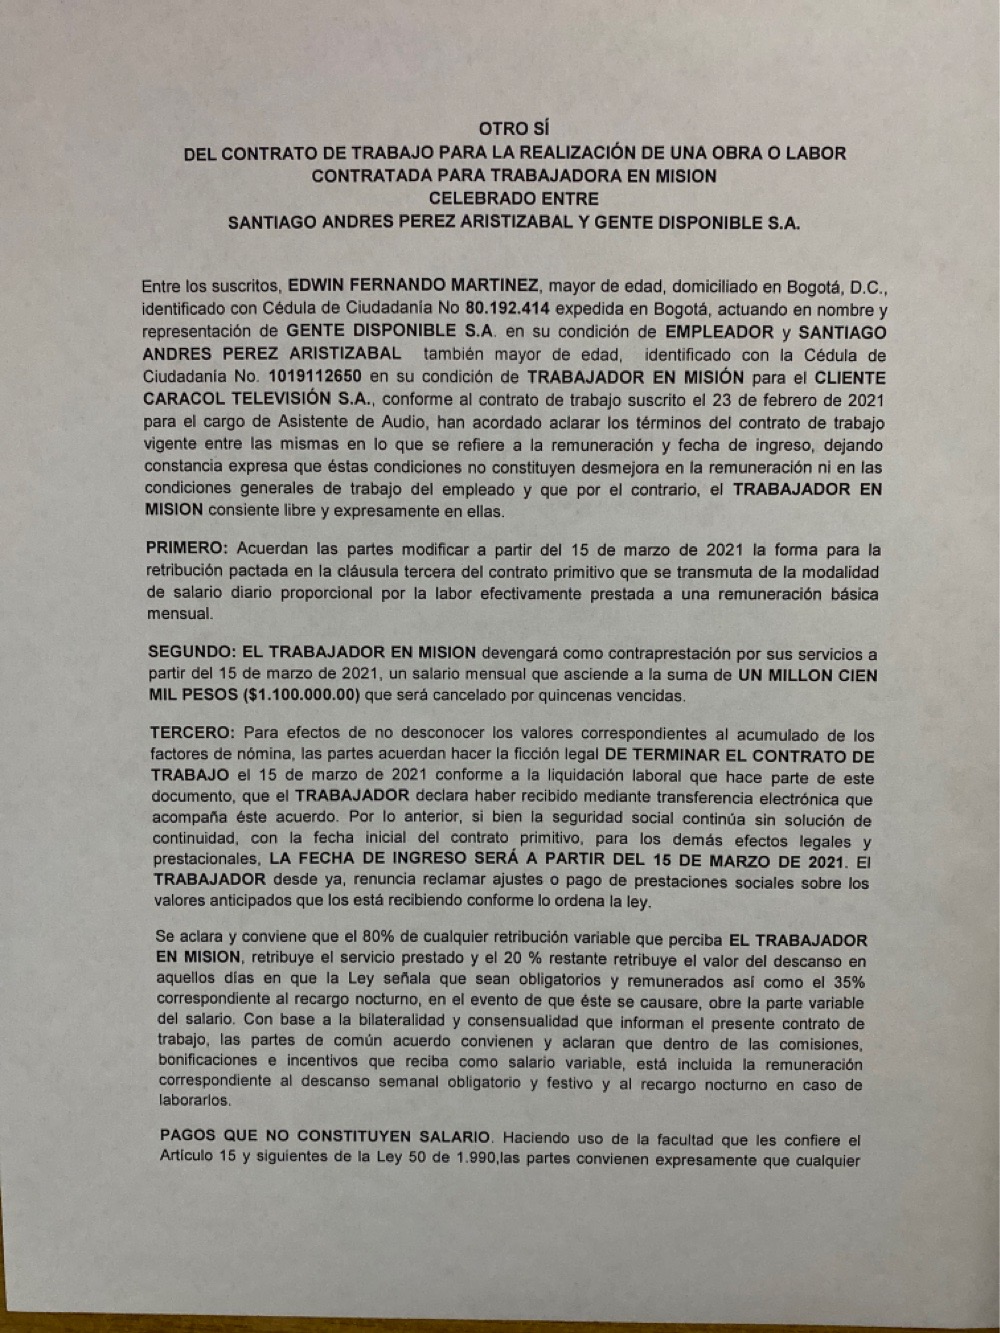 OTRO SÍ
DEL CONTRATO DE TRABAJO PARA LA REALIZACIÓN DE UNA OBRA O LABOR
CONTRATADA PARA TRABAJADORA EN MISION
CELEBRADO ENTRE
SANTIAGO ANDRES PEREZ ARISTIZABAL Y GENTE DISPONIBLE S.A.
Entre los suscritos, EDWIN FERNANDO MARTINEZ, mayor de edad, domiciliado en Bogotá, D.C.,
identificado con Cédula de Ciudadanía No 80.192.414 expedida en Bogotá, actuando en nombre y
representación de GENTE DISPONIBLE S.A. en su condición de EMPLEADOR y SANTIAGO
ANDRES PEREZ ARISTIZABAL también mayor de edad, identificado con la Cédula de
Ciudadanía No. 1019112650 en su condición de TRABAJADOR EN MISIÓN para el CLIENTE
CARACOL TELEVISIÓN S.A., conforme al contrato de trabajo suscrito el 23 de febrero de 2021
para el cargo de Asistente de Audio, han acordado aclarar los términos del contrato de trabajo
vigente entre las mismas en lo que se refiere a la remuneración y fecha de ingreso, dejando
constancia expresa que éstas condiciones no constituyen desmejora en la remuneración ni en las
condiciones generales de trabajo del empleado y que por el contrario, el TRABAJADOR EN
MISION consiente libre y expresamente en ellas.
PRIMERO: Acuerdan las partes modificar a partir del 15 de marzo de 2021 la forma para la
retribución pactada en la cláusula tercera del contrato primitivo que se transmuta de la modalidad
de salario diario proporcional por la labor efectivamente prestada a una remuneración básica
mensual.
SEGUNDO: EL TRABAJADOR EN MISION devengará como contraprestación por sus servicios a
partir del 15 de marzo de 2021, un salario mensual que asciende a la suma de UN MILLON CIEN
MIL PESOS ($1.100.000.00) que será cancelado por quincenas vencidas.
TERCERO: Para efectos de no desconocer los valores correspondientes al acumulado de los
factores de nómina, las partes acuerdan hacer la ficción legal DE TERMINAR EL CONTRATO DE
TRABAJO el 15 de marzo de 2021 conforme a la liquidación laboral que hace parte de este
documento, que el TRABAJADOR declara haber recibido mediante transferencia electrónica que
acompaña éste acuerdo. Por lo anterior, si bien la seguridad social continúa sin solución de
continuidad, con la fecha inicial del contrato primitivo, para los demás efectos legales y
prestacionales, LA FECHA DE INGRESO SERÁ A PARTIR DEL 15 DE MARZO DE 2021. El
TRABAJADOR desde ya, renuncia reclamar ajustes o pago de prestaciones sociales sobre los
valores anticipados que los está recibiendo conforme lo ordena la ley.
Se aclara y conviene que el 80% de cualquier retribución variable que perciba EL TRABAJADOR
EN MISION, retribuye el servicio prestado y el 20 % restante retribuye el valor del descanso en
aquellos días en que la Ley señala que sean obligatorios y remunerados así como el 35%
correspondiente al recargo nocturno, en el evento de que éste se causare, obre la parte variable
del salario. Con base a la bilateralidad y consensualidad que informan el presente contrato de
trabajo, las partes de común acuerdo convienen y aclaran que dentro de las comisiones,
bonificaciones e incentivos que reciba como salario variable, está incluida la remuneración
correspondiente al descanso semanal obligatorio y festivo y al recargo nocturno en caso de
laborarlos.
PAGOS QUE NO CONSTITUYEN SALARIO. Haciendo uso de la facultad que les confiere el
Artículo 15 y siguientes de la Ley 50 de 1.990,las partes convienen expresamente que cualquier